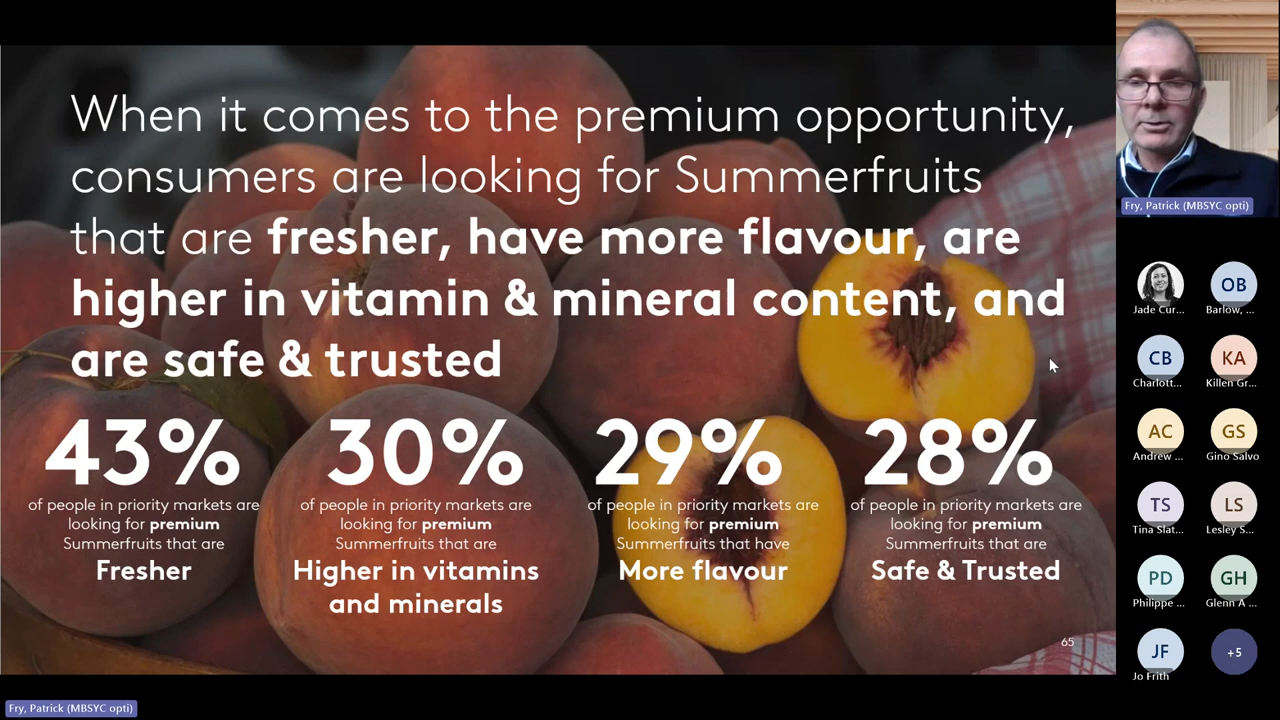 When it comes to the premium opportunity,
consumers are looking for Summerfruits
that are fresher, have more flavour, are
higher in vitamin & mineral content, and
are safe & trusted
43%
of people in priority markets are
looking for premium
Summerfruits that are
Fresher
30%
of people in priority markets are
looking for premium
Summerfruits that are
Higher in vitamins
and minerals
29%
of people in priority markets are
looking for premium
Summerfruits that have
More flavour
28%
of people in priority markets are
looking for premium
Summerfruits that are
Safe & Trusted
65
Fry, Patrick (MBSYC opti)
Jade Cur...
OB
Barlow, ...
CB
Charlott...
KA
Killen Gr...
AC
Andrew ...
GS
Gino Salvo
TS
Tina Slat...
LS
Lesley S...
PD
Philippe ...
GH
Glenn A ...
JF
Jo Frith
+5
Fry, Patrick (MBSYC opti)